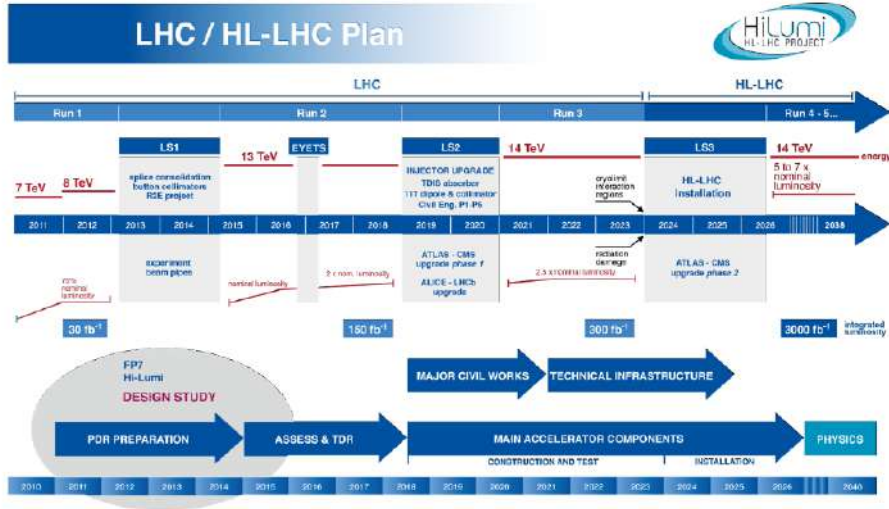 LHC / HL-LHC Plan
HiLumi
HL-LHC PROJECT
LHC
HL-LHC
Run 1
Run 2
Run 3
Run 4 - 5...
LS1
EYETS
LS2
LS3
7 TeV
8 TeV
13 TeV
14 TeV
14 TeV
energy
splice consolidation
button collimators
R2E project
INJECTOR UPGRADE
TDIS absorber
11T dipole & collimator
Civil Eng. P1-P5
cryolimit
interaction
regions
HL-LHC
installation
5 to 7 x
nominal
luminosity
2011 2012 2013 2014 2015 2016 2017 2018 2019 2020 2021 2022 2023 2024 2025 2026 2038
experiment
beam pipes
nominal
luminosity
nominal luminosity
2 x nom. luminosity
ATLAS - CMS
upgrade phase 1
ALICE - LHCb
upgrade
2.5 x nominal luminosity
radiation
damage
ATLAS - CMS
upgrade phase 2
30 fb⁻¹
150 fb⁻¹
300 fb⁻¹
3000 fb⁻¹
integrated
luminosity
FP7
Hi-Lumi
DESIGN STUDY
MAJOR CIVIL WORKS
TECHNICAL INFRASTRUCTURE
PDR PREPARATION
ASSESS & TDR
MAIN ACCELERATOR COMPONENTS
PHYSICS
CONSTRUCTION AND TEST
INSTALLATION
2010 2011 2012 2013 2014 2015 2016 2017 2018 2019 2020 2021 2022 2023 2024 2025 2026 2040